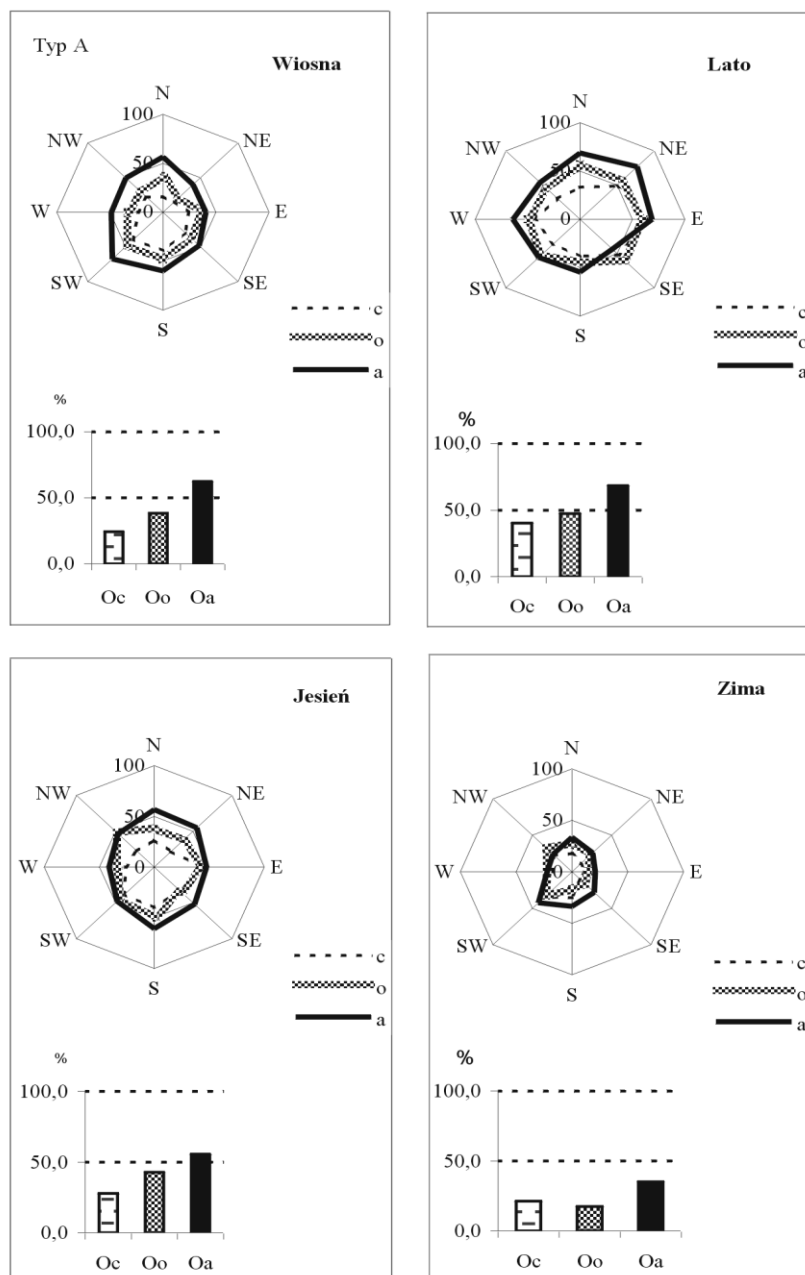 Typ A
Wiosna
N
100
NW
NE
50
W
0
E
SW
SE
S
c
o
a
%
100,0
50,0
0,0
Oc Oo Oa
Lato
N
100
NW
NE
50
W
0
E
SW
SE
S
c
o
a
%
100,0
50,0
0,0
Oc Oo Oa
Jesień
N
100
NW
NE
50
W
0
E
SW
SE
S
c
o
a
%
100,0
50,0
0,0
Oc Oo Oa
Zima
N
100
NW
NE
50
W
0
E
SW
SE
S
c
o
a
%
100,0
50,0
0,0
Oc Oo Oa